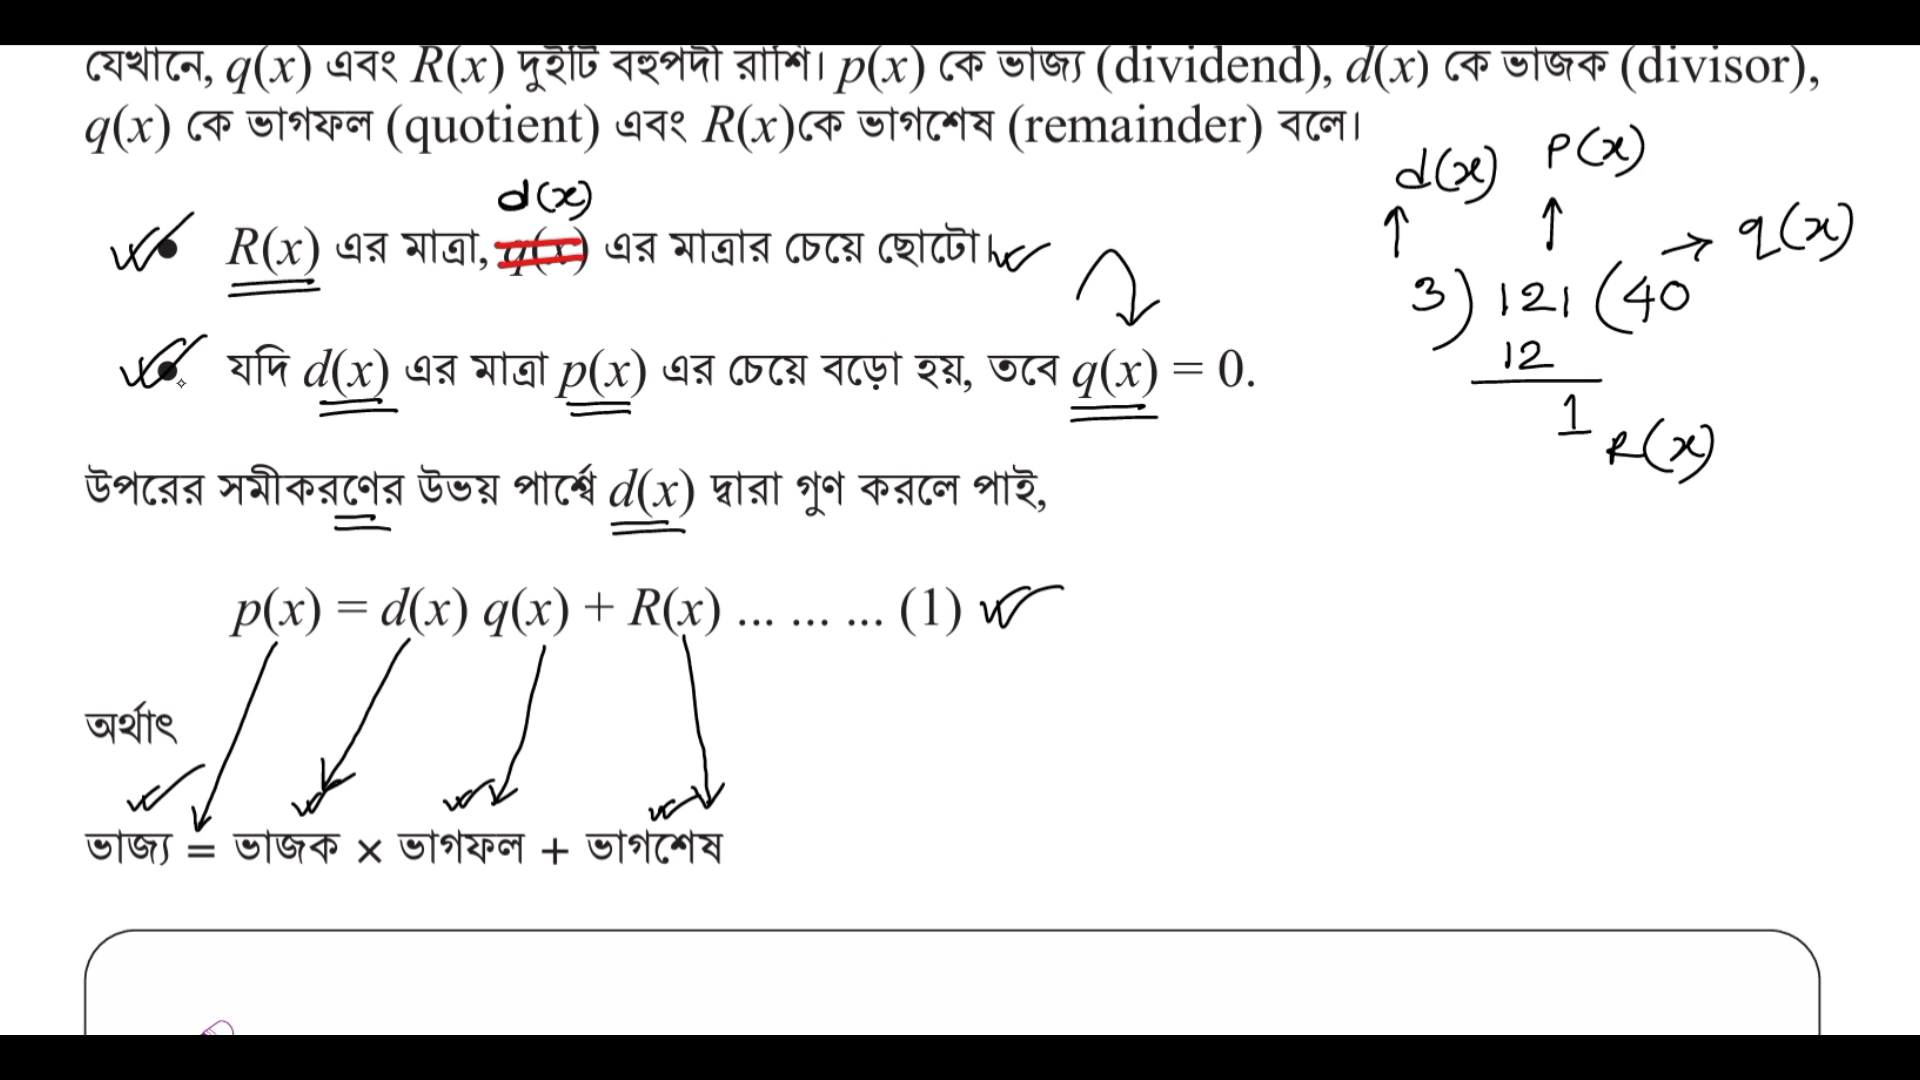 যেখানে, q(x) এবং R(x) দুইটি বহুপদী রাশি। p(x) কে ভাজ্য (dividend), d(x) কে ভাজক (divisor),
q(x) কে ভাগফল (quotient) এবং R(x)কে ভাগশেষ (remainder) বলে।
d(x) P(x)
d(x)
R(x) এর মাত্রা, q(x) এর মাত্রার চেয়ে ছোটো।
q(x)
3) 121 (40
12
1
R(x)
যদি d(x) এর মাত্রা p(x) এর চেয়ে বড়ো হয়, তবে q(x) = 0.
উপরের সমীকরণের উভয় পার্শ্বে d(x) দ্বারা গুণ করলে পাই,
p(x) = d(x) q(x) + R(x) ... ... ... (1)
অর্থাৎ
ভাজ্য = ভাজক × ভাগফল + ভাগশেষ